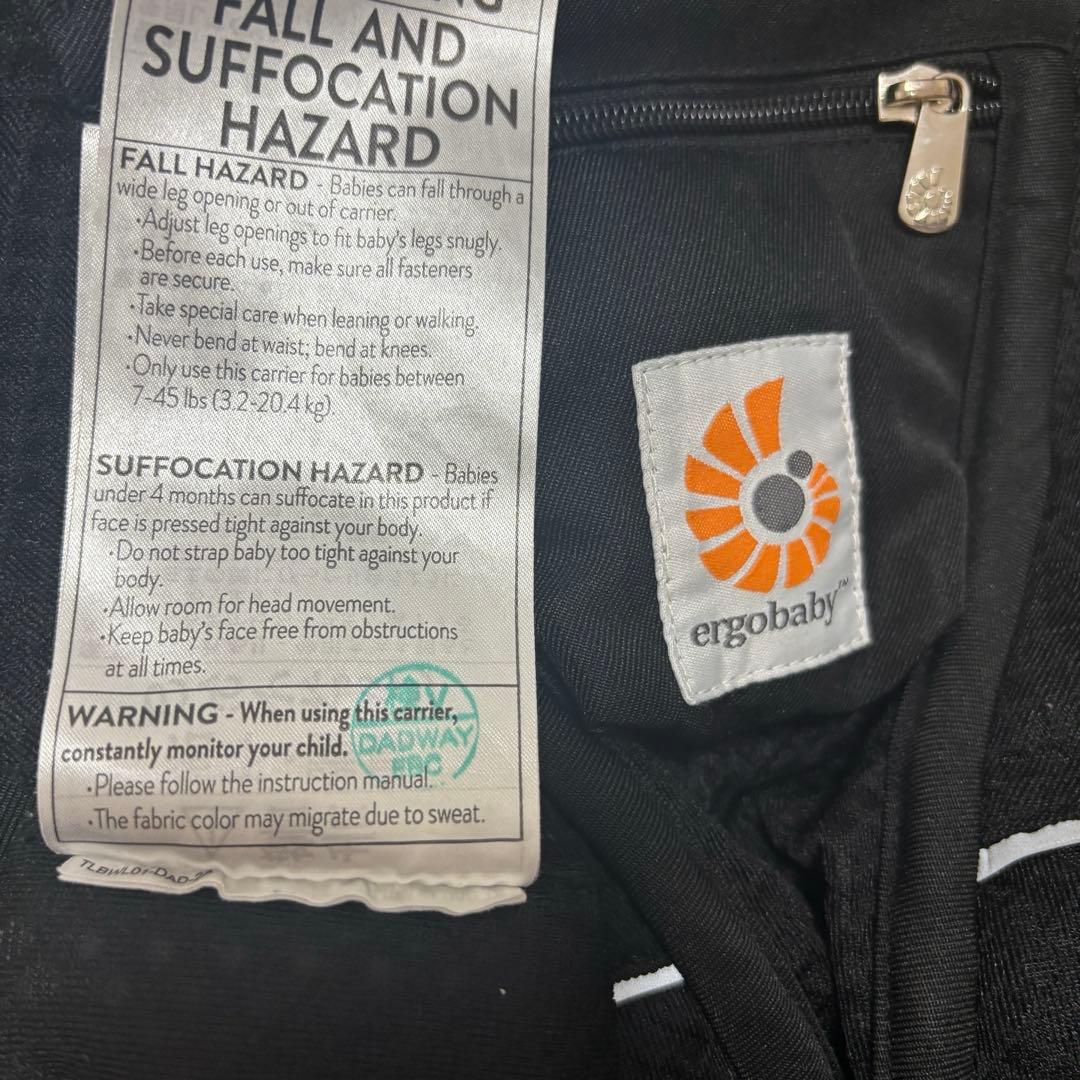 FALL AND
SUFFOCATION
HAZARD
FALL HAZARD - Babies can fall through a
wide leg opening or out of carrier.
·Adjust leg openings to fit baby's legs snugly.
·Before each use, make sure all fasteners
are secure.
·Take special care when leaning or walking.
·Never bend at waist; bend at knees.
·Only use this carrier for babies between
7-45 lbs (3.2-20.4 kg).
SUFFOCATION HAZARD - Babies
under 4 months can suffocate in this product if
face is pressed tight against your body.
·Do not strap baby too tight against your
body.
·Allow room for head movement.
·Keep baby's face free from obstructions
at all times.
WARNING - When using this carrier,
constantly monitor your child.
·Please follow the instruction manual.
·The fabric color may migrate due to sweat.
DADWAY
ergobaby™